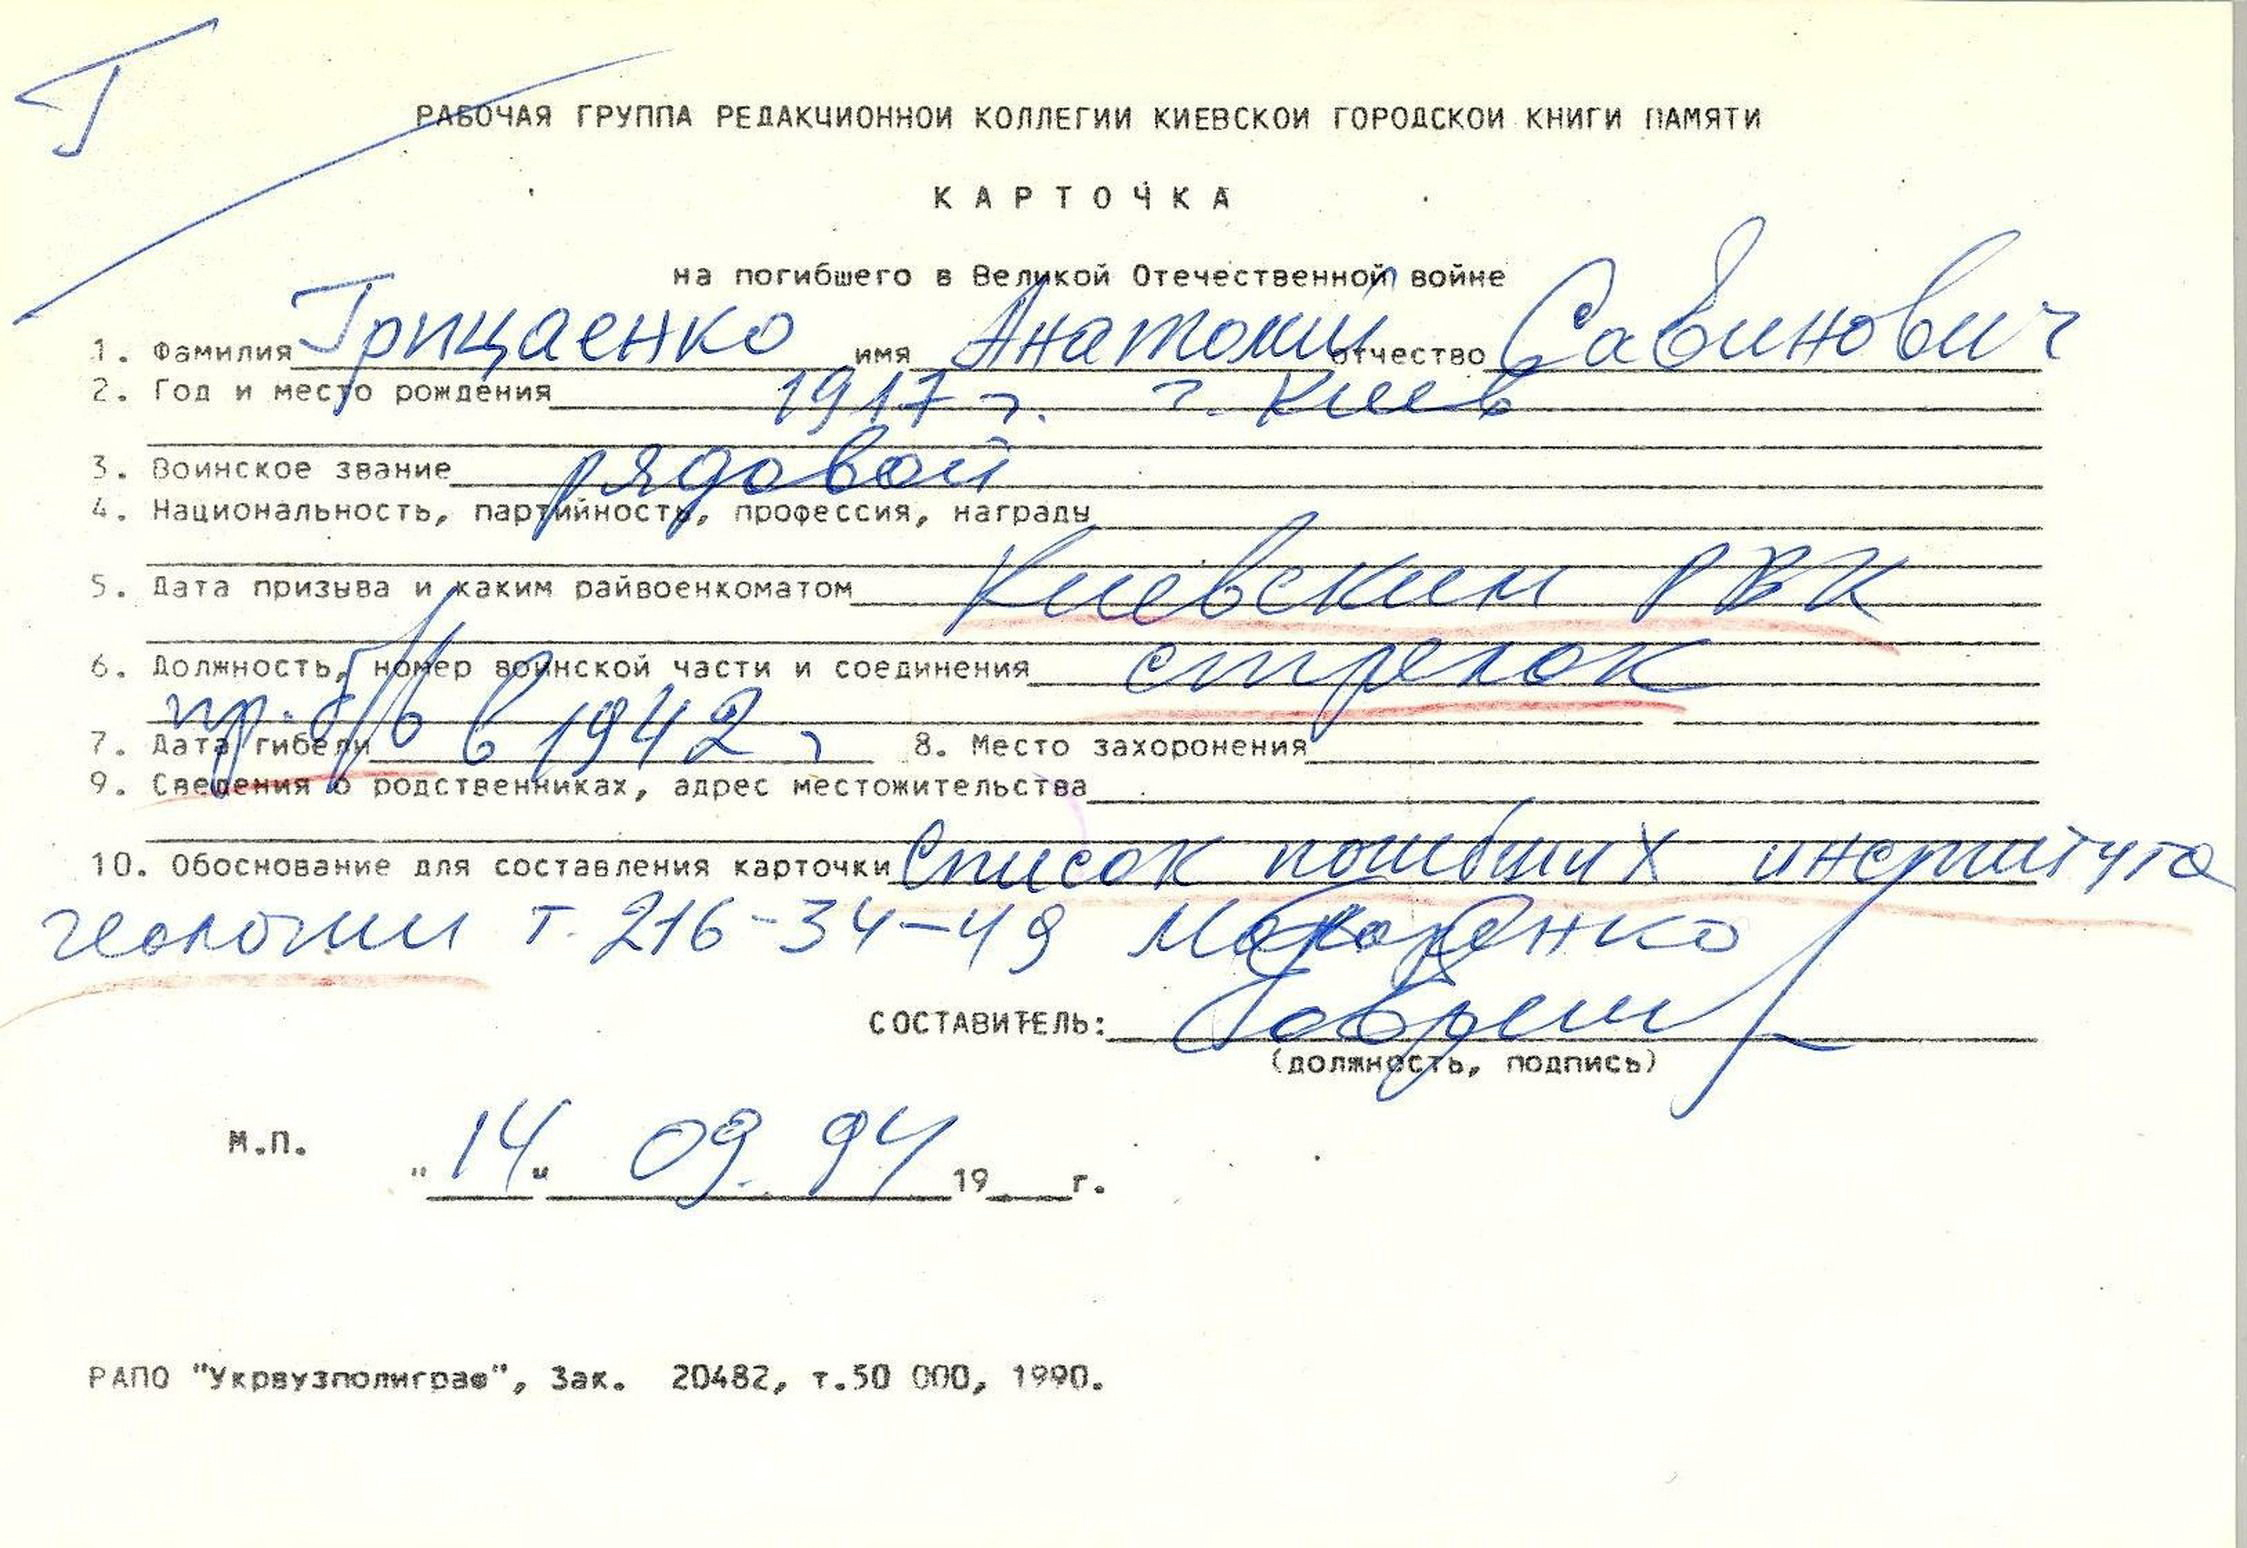 Г
РАБОЧАЯ ГРУППА РЕДАКЦИОННОЙ КОЛЛЕГИИ КИЕВСКОЙ ГОРОДСКОЙ КНИГИ ПАМЯТИ
КАРТОЧКА
на погибшего в Великой Отечественной войне
1. Фамилия Грицаенко имя Анатолий отчество Савинович
2. Год и место рождения 1917 г. г. Киев
3. Воинское звание рядовой
4. Национальность, партийность, профессия, награды
5. Дата призыва и каким райвоенкоматом Киевским РВК
6. Должность, номер воинской части и соединения стрелок
7. Дата гибели пр. б/в в 1942 г 8. Место захоронения
9. Сведения о родственниках, адрес местожительства
10. Обоснование для составления карточки Список погибших института
геологии т. 216-34-49
СОСТАВИТЕЛЬ:
(должность, подпись)
М.П.
"14" 09. 94 19 г.
РАПО "Укрвузполиграф", Зак. 20482, т.50 000, 1990.